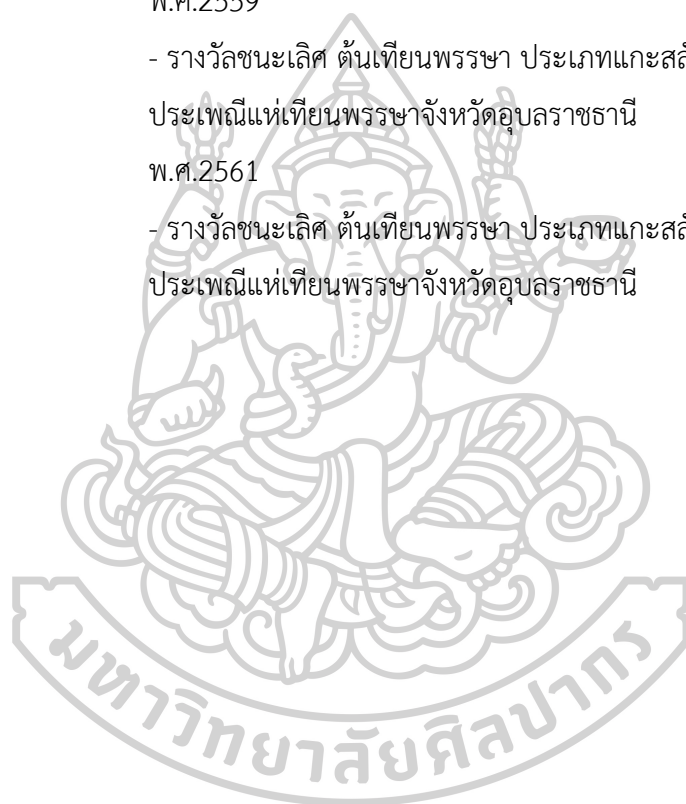 พ.ศ.2559
- รางวัลชนะเลิศ ต้นเทียนพรรษา ประเภทแกะสลัก
ประเพณีแห่เทียนพรรษาจังหวัดอุบลราชธานี
พ.ศ.2561
- รางวัลชนะเลิศ ต้นเทียนพรรษา ประเภทแกะสลัก
ประเพณีแห่เทียนพรรษาจังหวัดอุบลราชธานี
มหาวิทยาลัยศิลปากร